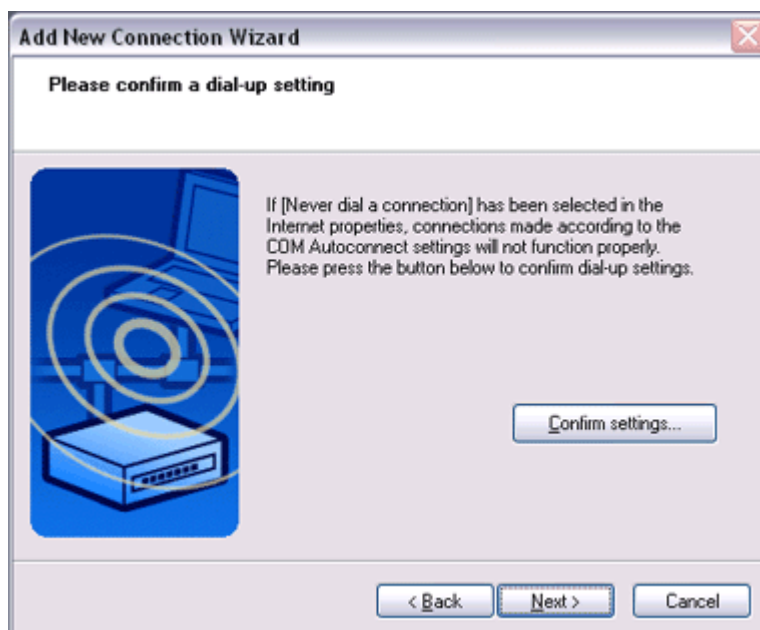 Add New Connection Wizard
Please confirm a dial-up setting
If [Never dial a connection] has been selected in the
Internet properties, connections made according to the
COM Autoconnect settings will not function properly.
Please press the button below to confirm dial-up settings.
Confirm settings...
< Back
Next >
Cancel